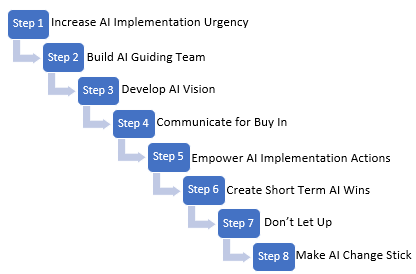 Step 1 Increase AI Implementation Urgency
Step 2 Build AI Guiding Team
Step 3 Develop AI Vision
Step 4 Communicate for Buy In
Step 5 Empower AI Implementation Actions
Step 6 Create Short Term AI Wins
Step 7 Don’t Let Up
Step 8 Make AI Change Stick